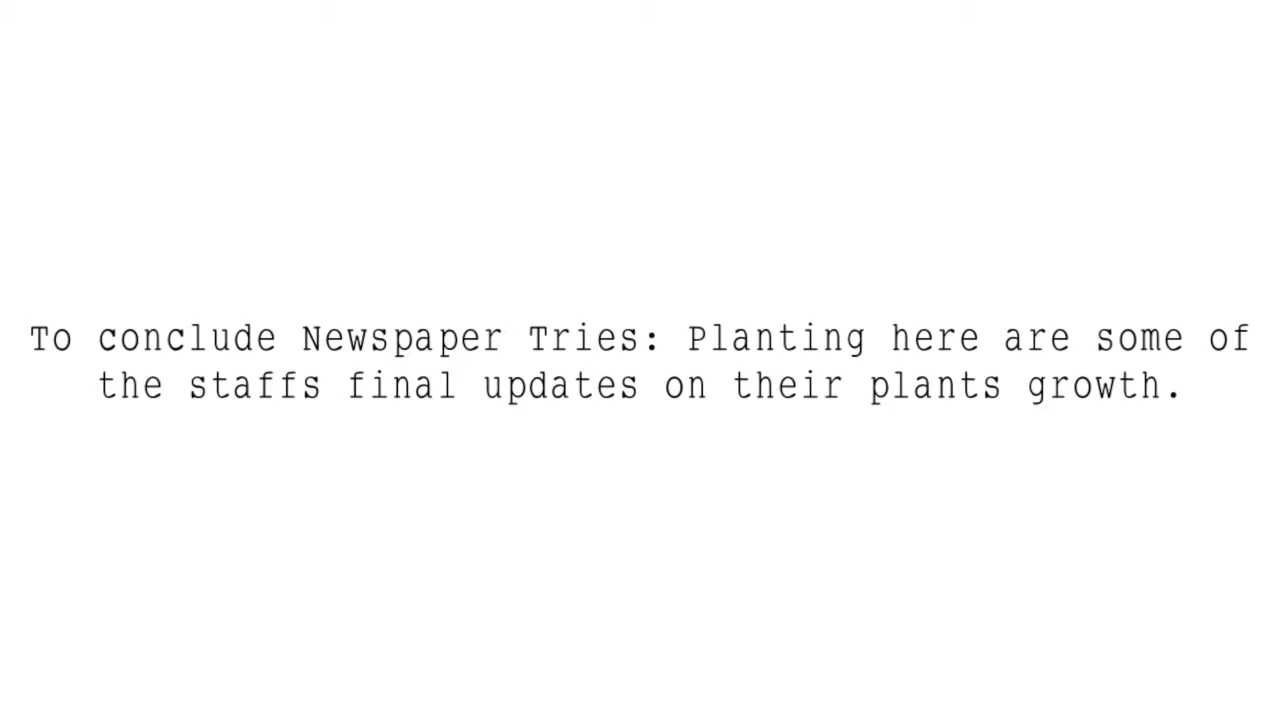 To conclude Newspaper Tries: Planting here are some of
the staffs final updates on their plants growth.